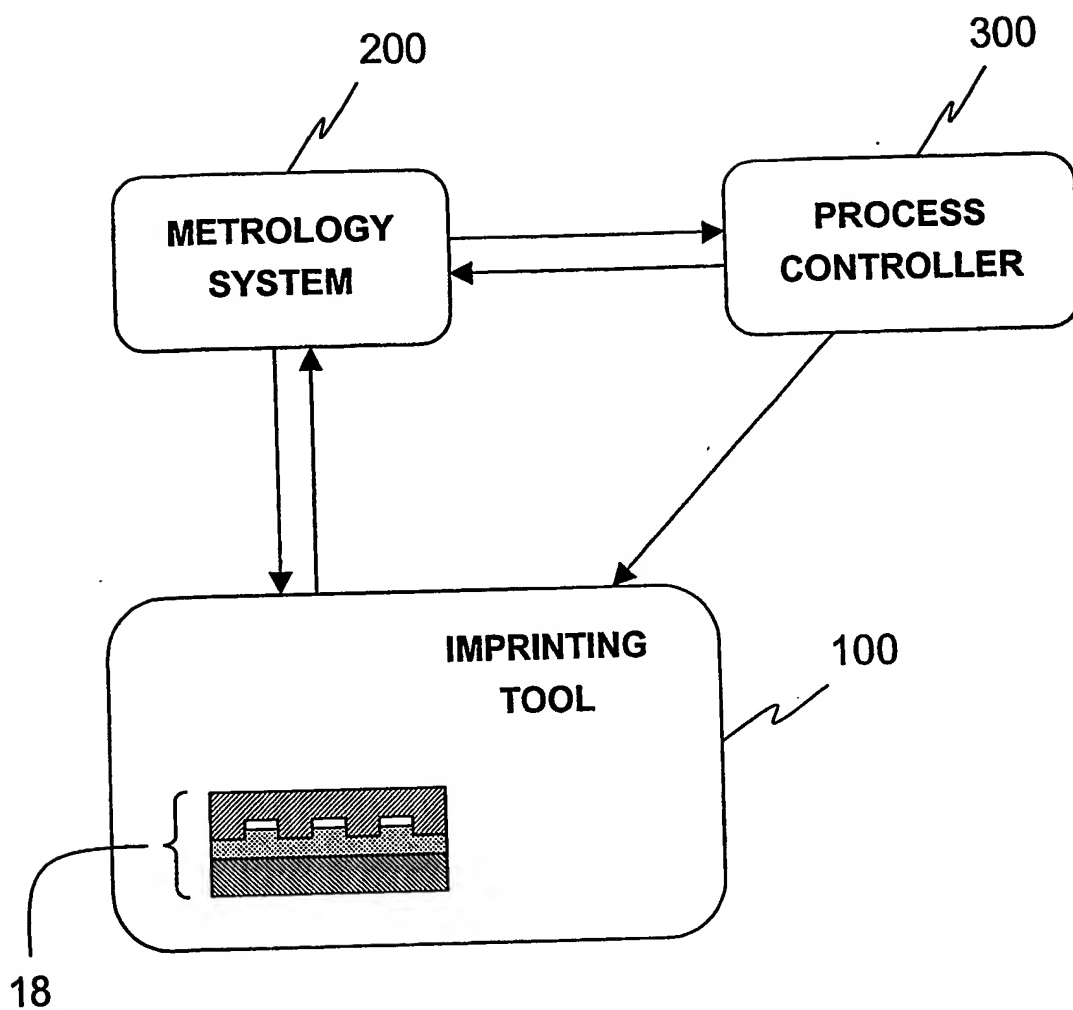 200
300
METROLOGY
SYSTEM
PROCESS
CONTROLLER
IMPRINTING
TOOL
100
18